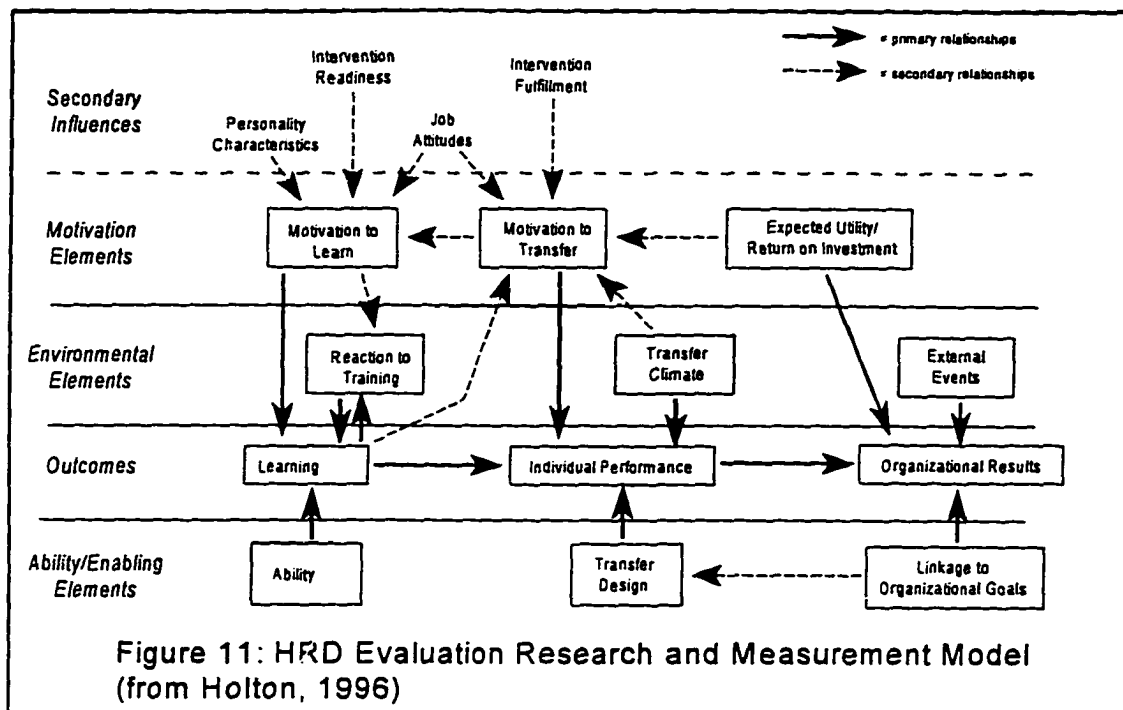 = primary relationships
= secondary relationships
Intervention
Readiness
Intervention
Fulfillment
Secondary
Influences
Personality
Characteristics
Job
Attitudes
Motivation
Elements
Motivation to
Learn
Motivation to
Transfer
Expected Utility/
Return on Investment
Environmental
Elements
Reaction to
Training
Transfer
Climate
External
Events
Outcomes
Learning
Individual Performance
Organizational Results
Ability/Enabling
Elements
Ability
Transfer
Design
Linkage to
Organizational Goals
Figure 11: HRD Evaluation Research and Measurement Model
(from Holton, 1996)